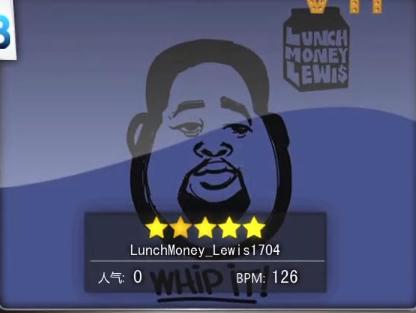 LUNCH
MONEY
LEWI$
LunchMoney_Lewis1704
人气: 0
BPM: 126
WHIP iT!